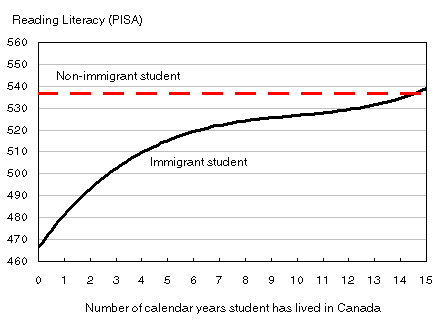 Reading Literacy (PISA)
560
550
540
530
520
510
500
490
480
470
460
Non-immigrant student
Immigrant student
0 1 2 3 4 5 6 7 8 9 10 11 12 13 14 15
Number of calendar years student has lived in Canada